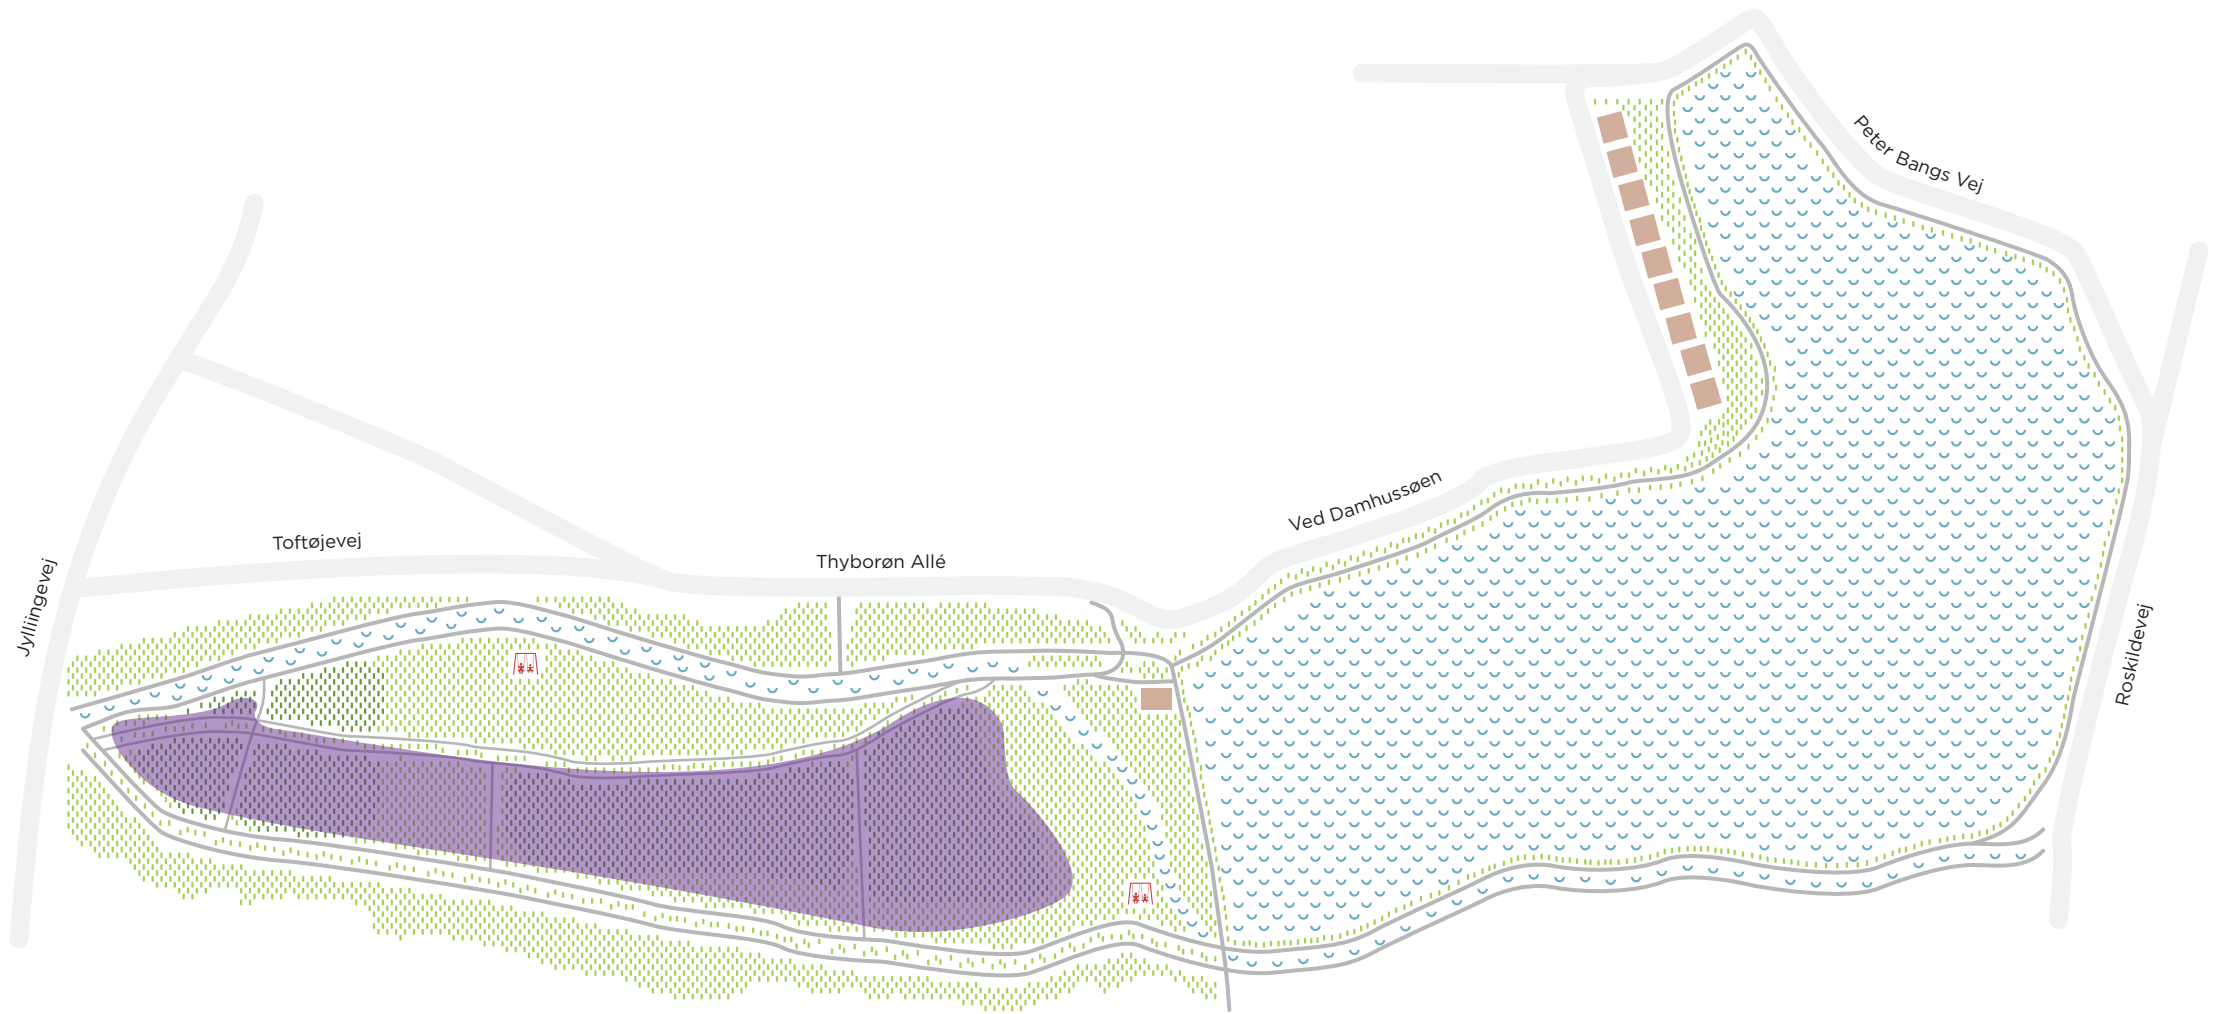 Peter Bangs Vej
Ved Damhussøen
Toftøjevej
Thyborøn Allé
Jylliingevej
Roskildevej